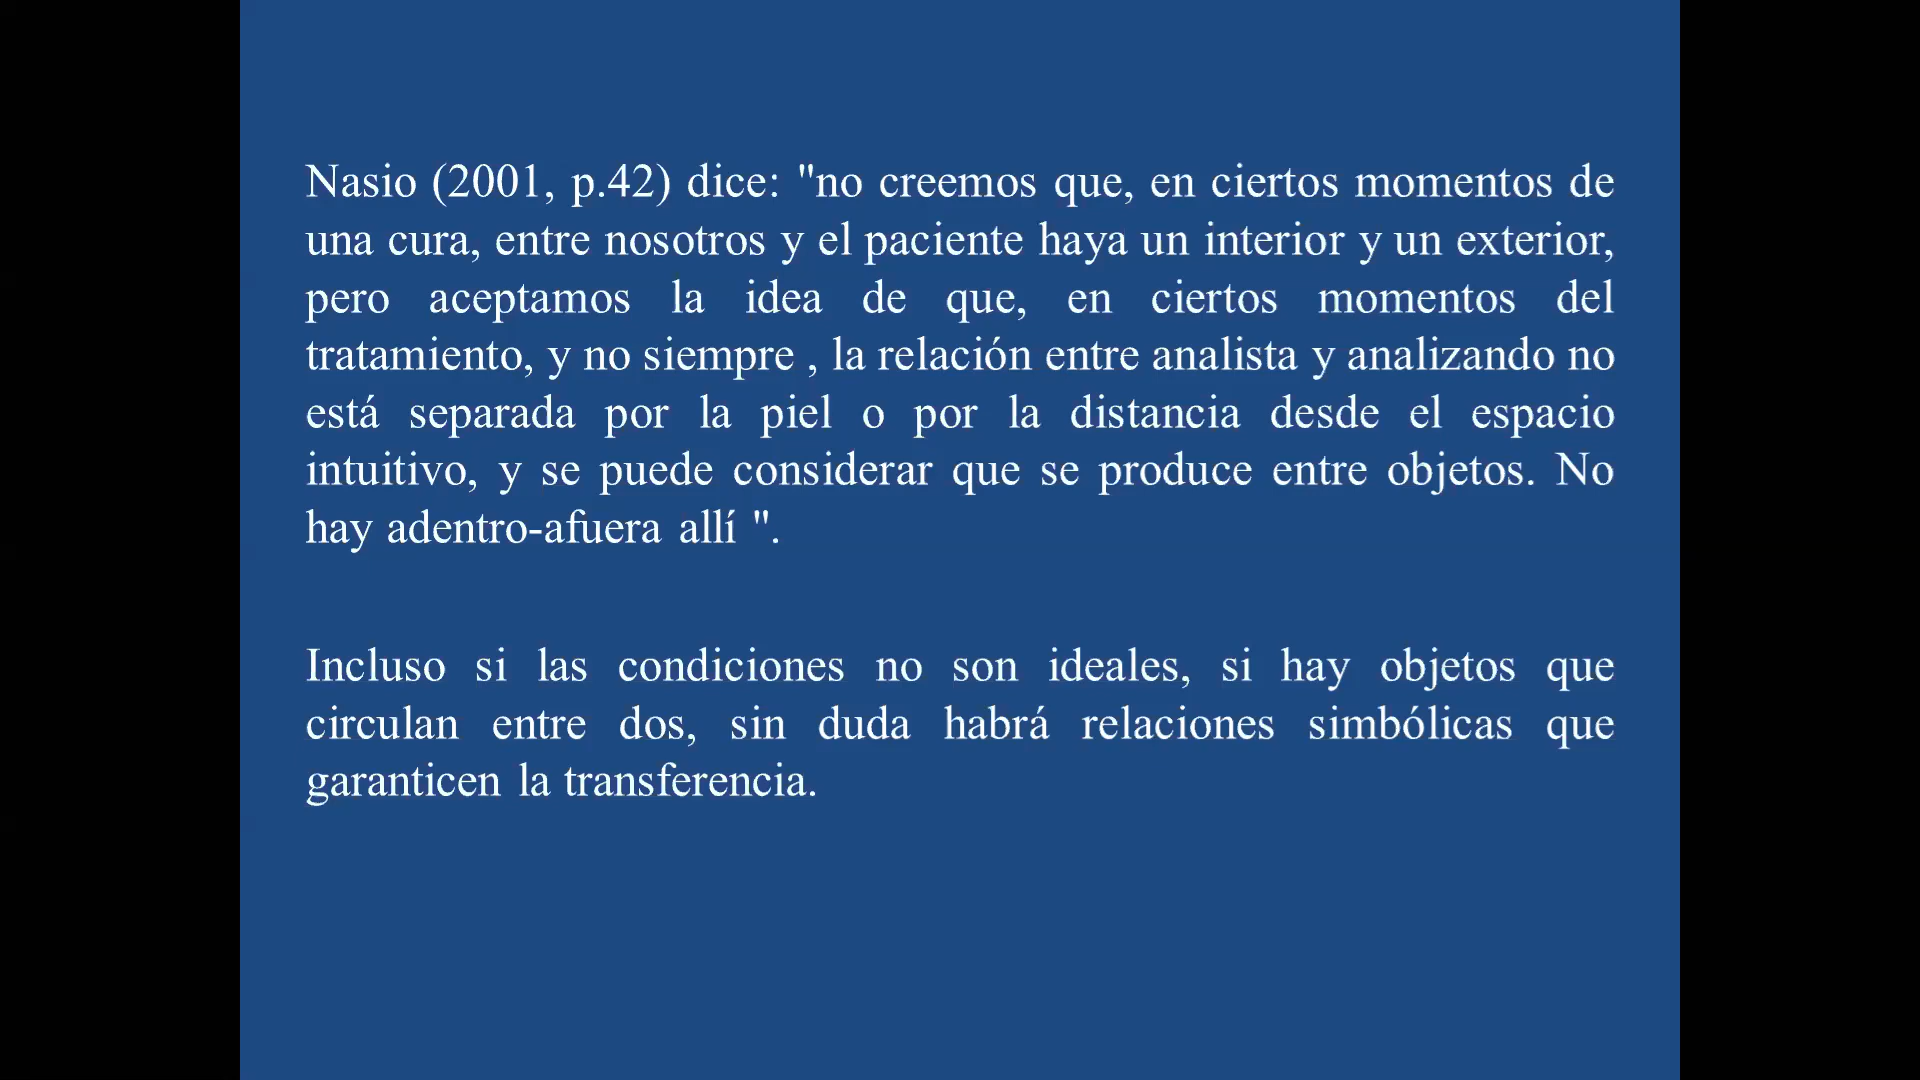 Nasio (2001, p.42) dice: "no creemos que, en ciertos momentos de
una cura, entre nosotros y el paciente haya un interior y un exterior,
pero aceptamos la idea de que, en ciertos momentos del
tratamiento, y no siempre , la relación entre analista y analizando no
está separada por la piel o por la distancia desde el espacio
intuitivo, y se puede considerar que se produce entre objetos. No
hay adentro-afuera allí ".
Incluso si las condiciones no son ideales, si hay objetos que
circulan entre dos, sin duda habrá relaciones simbólicas que
garanticen la transferencia.